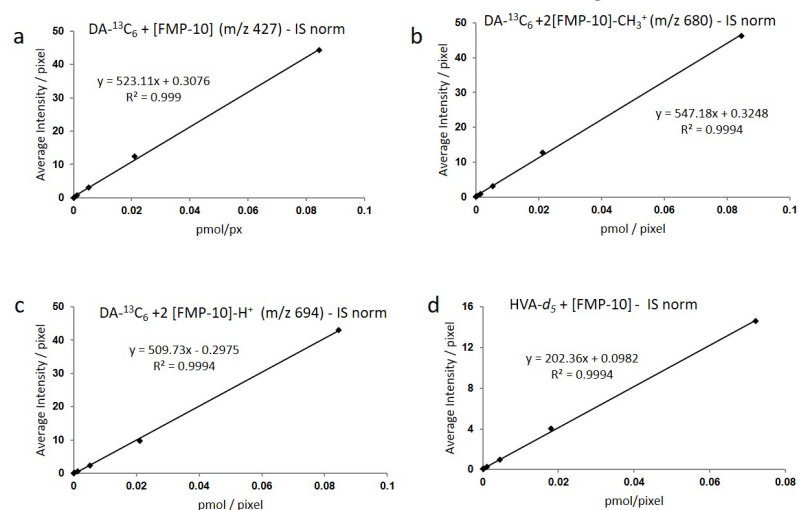 a
DA-¹³C₆ + [FMP-10] (m/z 427) - IS norm
Average Intensity / pixel
50
40
30
20
10
0
y = 523.11x + 0.3076
R² = 0.999
0 0.02 0.04 0.06 0.08 0.1
pmol/px
b
DA-¹³C₆ +2[FMP-10]-CH₃⁺ (m/z 680) - IS norm
Average Intensity / pixel
50
40
30
20
10
0
y = 547.18x + 0.3248
R² = 0.9994
0 0.02 0.04 0.06 0.08 0.1
pmol / pixel
c
DA-¹³C₆ +2 [FMP-10]-H⁺ (m/z 694) - IS norm
Average Intensity / pixel
50
40
30
20
10
0
y = 509.73x - 0.2975
R² = 0.9994
0 0.02 0.04 0.06 0.08 0.1
pmol / pixel
d
HVA-d₅ + [FMP-10] - IS norm
Average Intensity / pixel
16
12
8
4
0
y = 202.36x + 0.0982
R² = 0.9994
0 0.02 0.04 0.06 0.08
pmol/pixel